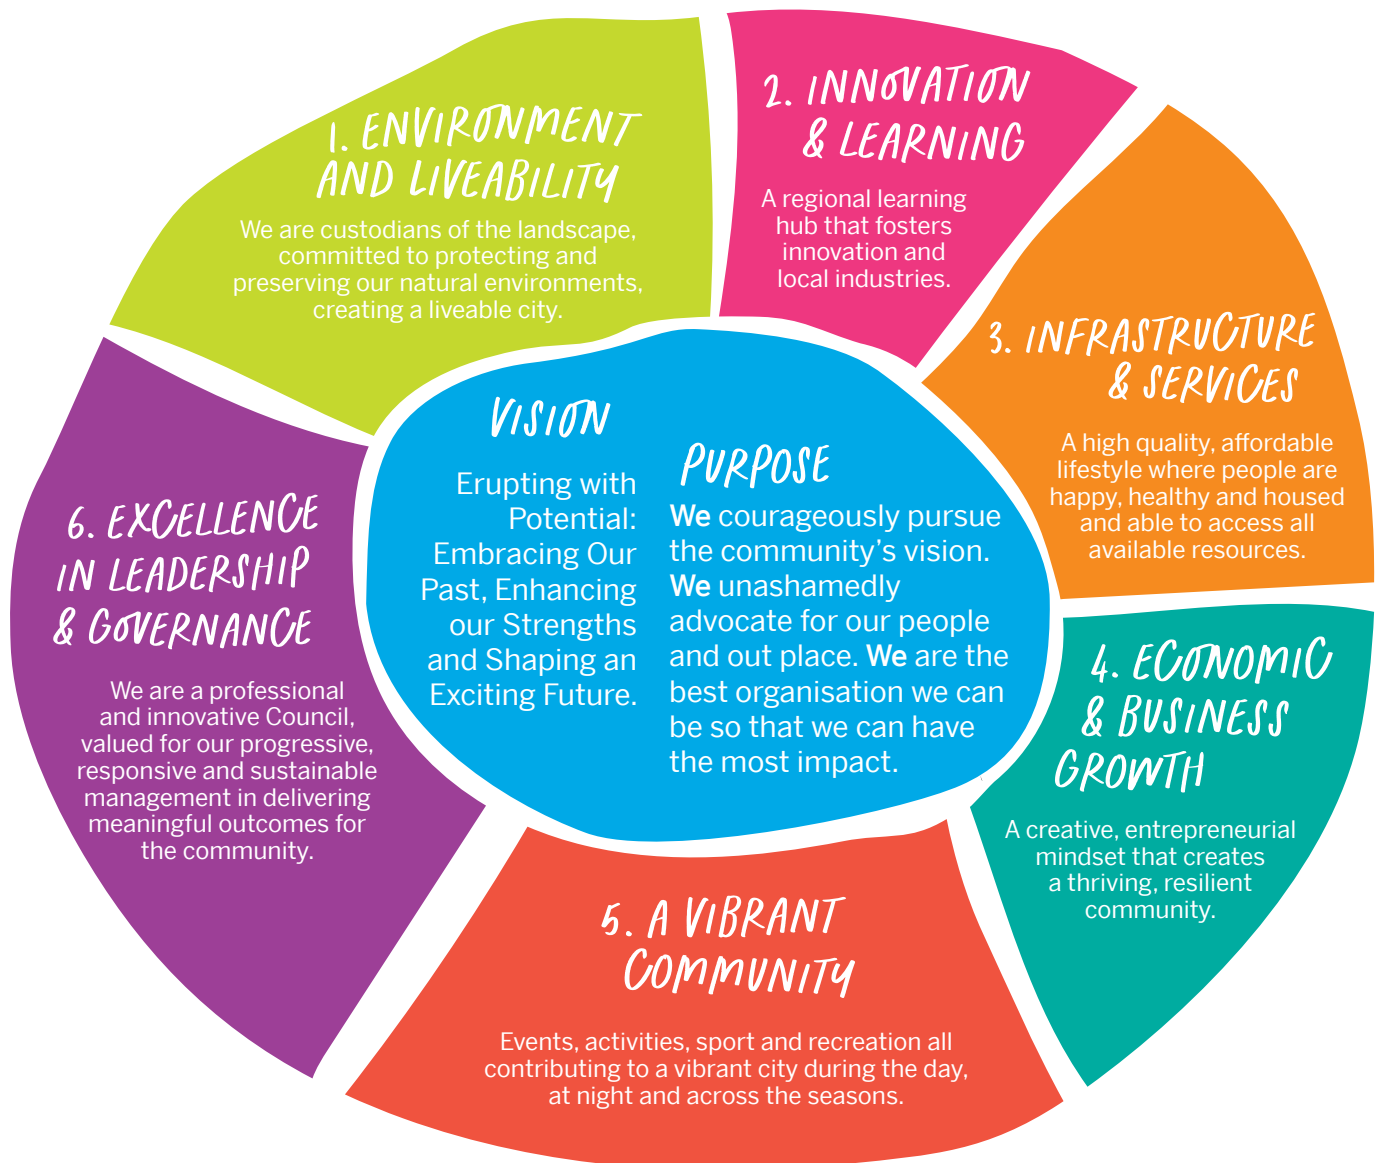 1. ENVIRONMENT
AND LIVEABILITY
We are custodians of the landscape,
committed to protecting and
preserving our natural environments,
creating a liveable city.
2. INNOVATION
& LEARNING
A regional learning
hub that fosters
innovation and
local industries.
3. INFRASTRUCTURE
& SERVICES
A high quality, affordable
lifestyle where people are
happy, healthy and housed
and able to access all
available resources.
4. ECONOMIC
& BUSINESS
GROWTH
A creative, entrepreneurial
mindset that creates
a thriving, resilient
community.
5. A VIBRANT
COMMUNITY
Events, activities, sport and recreation all
contributing to a vibrant city during the day,
at night and across the seasons.
6. EXCELLENCE
IN LEADERSHIP
& GOVERNANCE
We are a professional
and innovative Council,
valued for our progressive,
responsive and sustainable
management in delivering
meaningful outcomes for
the community.
VISION
Erupting with
Potential:
Embracing Our
Past, Enhancing
our Strengths
and Shaping an
Exciting Future.
PURPOSE
We courageously pursue
the community’s vision.
We unashamedly
advocate for our people
and out place. We are the
best organisation we can
be so that we can have
the most impact.